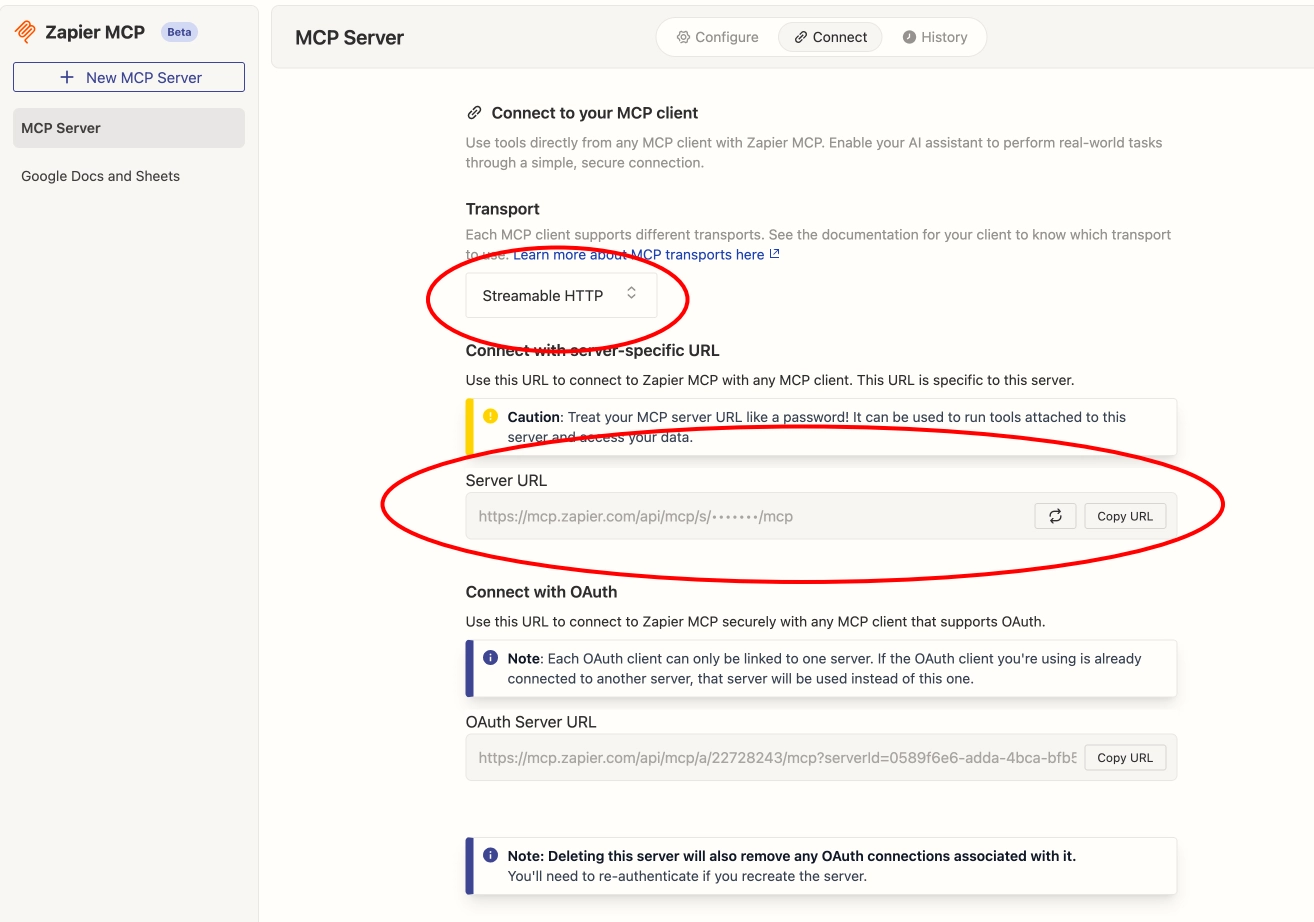 Zapier MCP
Beta
MCP Server
Configure
Connect
History
New MCP Server
MCP Server
Google Docs and Sheets
Connect to your MCP client
Use tools directly from any MCP client with Zapier MCP. Enable your AI assistant to perform real-world tasks
through a simple, secure connection.
Transport
Each MCP client supports different transports. See the documentation for your client to know which transport
to use. Learn more about MCP transports here
Streamable HTTP
Connect with server-specific URL
Use this URL to connect to Zapier MCP with any MCP client. This URL is specific to this server.
Caution: Treat your MCP server URL like a password! It can be used to run tools attached to this
server and access your data.
Server URL
https://mcp.zapier.com/api/mcp/s/•••••••/mcp
Copy URL
Connect with OAuth
Use this URL to connect to Zapier MCP securely with any MCP client that supports OAuth.
Note: Each OAuth client can only be linked to one server. If the OAuth client you're using is already
connected to another server, that server will be used instead of this one.
OAuth Server URL
https://mcp.zapier.com/api/mcp/a/22728243/mcp?serverId=0589f6e6-adda-4bca-bfb5
Copy URL
Note: Deleting this server will also remove any OAuth connections associated with it.
You'll need to re-authenticate if you recreate the server.